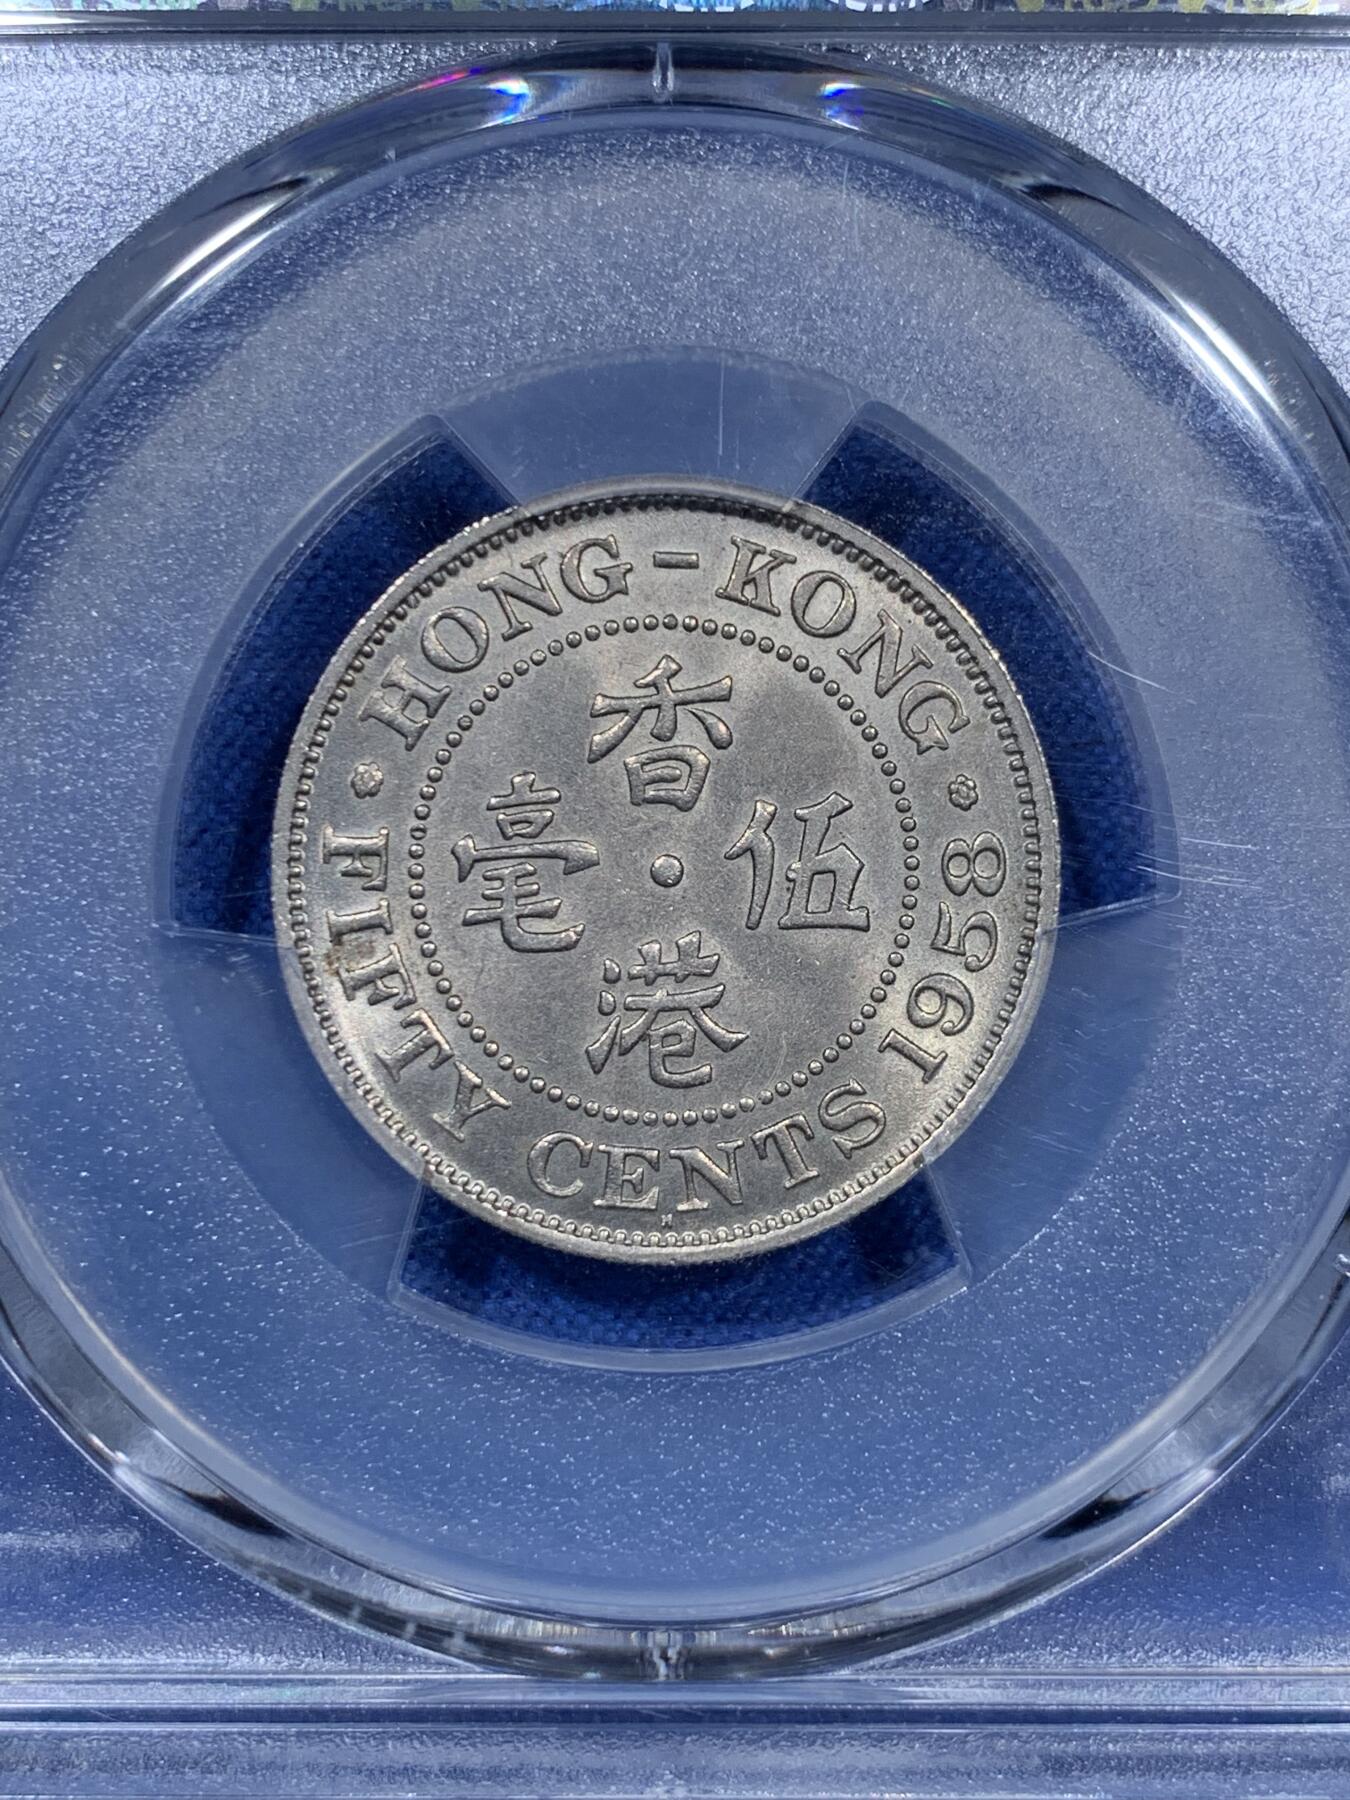 HONG-KONG
香
港
伍
毫
FIFTY CENTS 1958
H